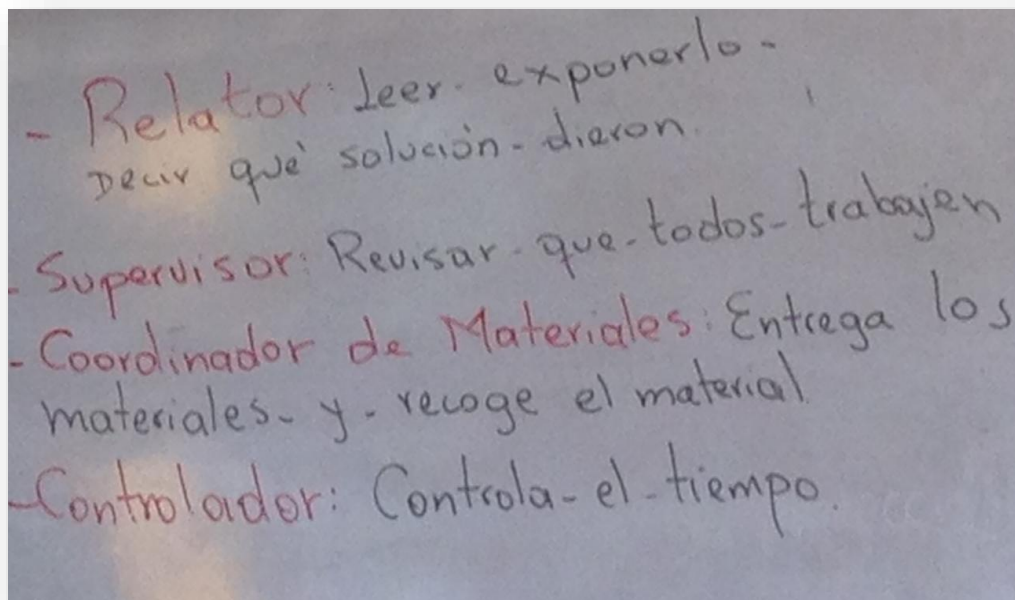 - Relator: Leer. exponerlo -
Decir qué solución - dieron.
- Supervisor: Revisar - que - todos - trabajen
- Coordinador de Materiales: Entrega los
materiales - y - recoge el material.
- Controlador: Controla - el - tiempo.